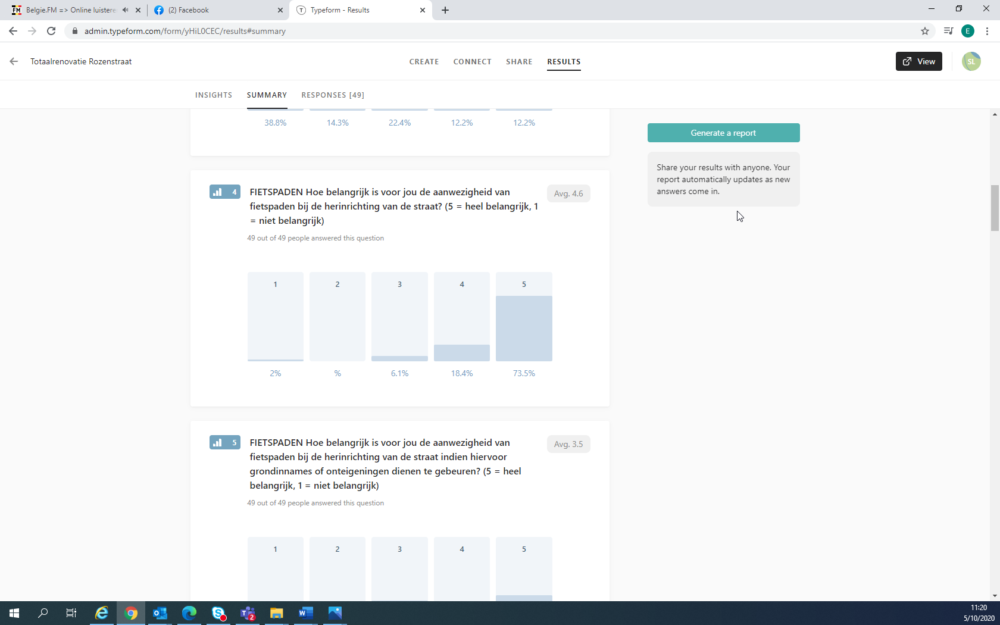 Belgie.FM => Online luistere
(2) Facebook
Typeform - Results
admin.typeform.com/form/yHiL0CEC/results#summary
E
Totaalrenovatie Rozenstraat
CREATE
CONNECT
SHARE
RESULTS
View
SL
INSIGHTS
SUMMARY
RESPONSES [49]
38.8%
14.3%
22.4%
12.2%
12.2%
Generate a report
Share your results with anyone. Your
report automatically updates as new
answers come in.
4
FIETSPADEN Hoe belangrijk is voor jou de aanwezigheid van
fietspaden bij de herinrichting van de straat? (5 = heel belangrijk, 1
= niet belangrijk)
Avg. 4.6
49 out of 49 people answered this question
1
2
3
4
5
2%
%
6.1%
18.4%
73.5%
5
FIETSPADEN Hoe belangrijk is voor jou de aanwezigheid van
fietspaden bij de herinrichting van de straat indien hiervoor
grondinnames of onteigeningen dienen te gebeuren? (5 = heel
belangrijk, 1 = niet belangrijk)
Avg. 3.5
49 out of 49 people answered this question
1
2
3
4
5
11:20
5/10/2020